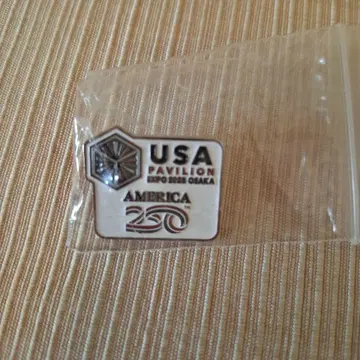 USA
PAVILION
EXPO 2025 OSAKA
AMERICA
250